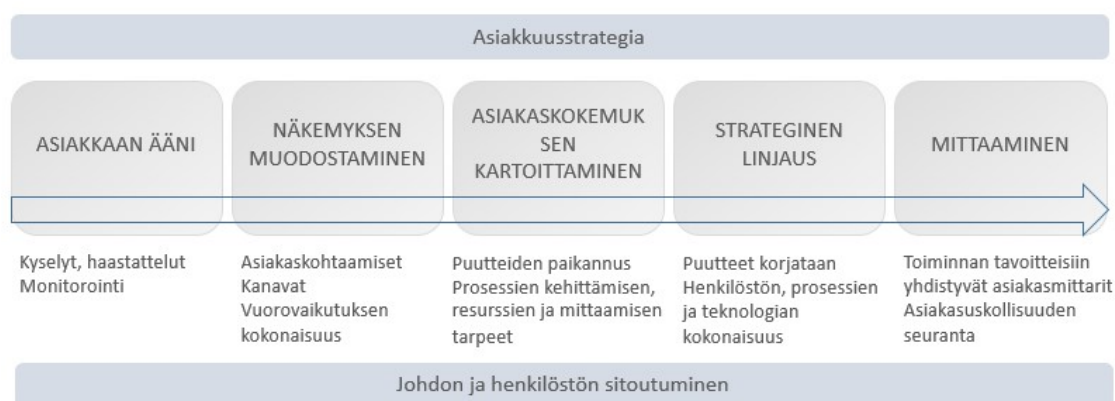 Asiakkuusstrategia
ASIAKKAAN ÄÄNI
NÄKEMYKSEN
MUODOSTAMINEN
ASIAKASKOKEMUK
SEN
KARTOITTAMINEN
STRATEGINEN
LINJAUS
MITTAAMINEN
Kyselyt, haastattelut
Monitorointi
Asiakaskohtaamiset
Kanavat
Vuorovaikutuksen
kokonaisuus
Puutteiden paikannus
Prosessien kehittämisen,
resurssien ja mittaamisen
tarpeet
Puutteet korjataan
Henkilöstön, prosessien
ja teknologian
kokonaisuus
Toiminnan tavoitteisiin
yhdistyvät asiakasmittarit
Asiakasuskollisuuden
seuranta
Johdon ja henkilöstön sitoutuminen